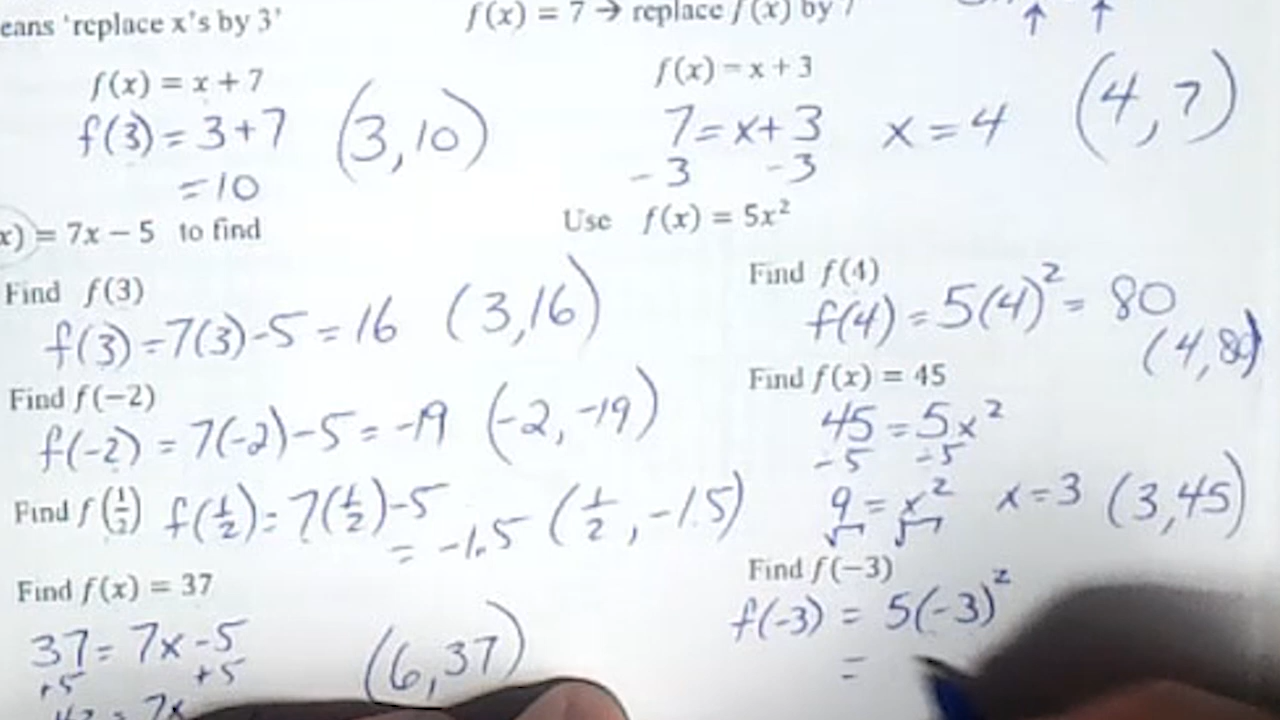 eans 'replace x's by 3'
f(x) = 7 → replace f(x) by 7
f(x) = x + 7
f(3) = 3+7 (3,10)
=10
f(x) = x + 3
7 = x+3 x = 4 (4,7)
-3 -3
x) = 7x − 5 to find
Find f(3)
f(3) = 7(3)-5 = 16 (3,16)
Find f(−2)
f(-2) = 7(-2)-5 = -19 (-2,-19)
Find f(1/2) f(1/2) = 7(1/2)-5
= -1.5 (1/2, -1.5)
Find f(x) = 37
37 = 7x -5 (6,37)
+5 +5
42 = 7x
Use f(x) = 5x²
Find f(4)
f(4) = 5(4)² = 80
(4,80)
Find f(x) = 45
45 = 5x²
÷5 ÷5
9 = x² x = 3 (3,45)
√ √
Find f(−3)
f(-3) = 5(-3)²
=